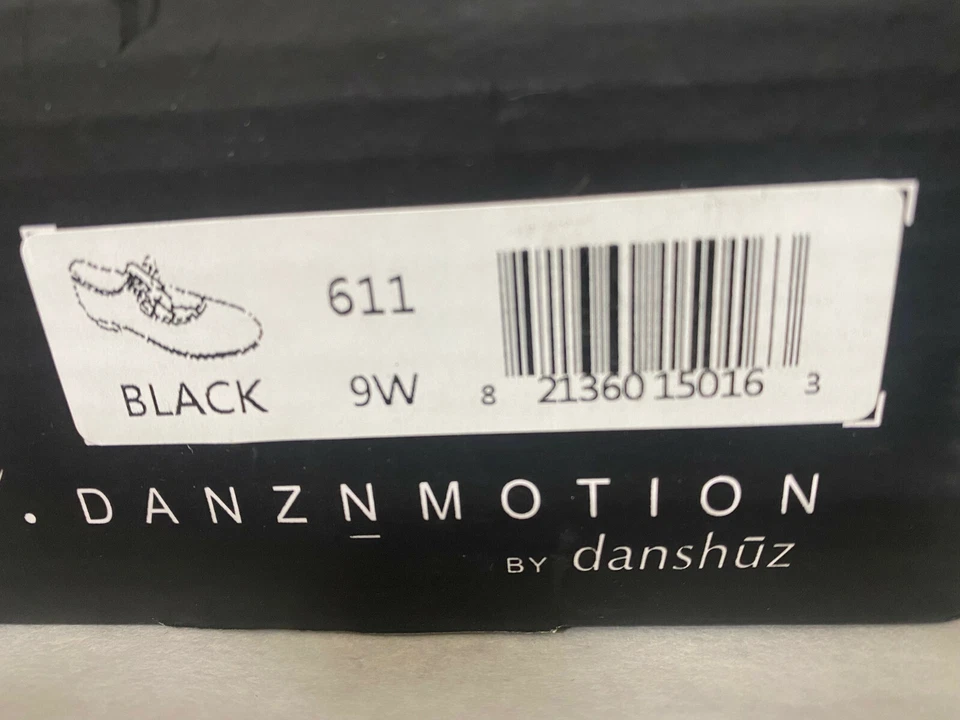 611
BLACK 9W 8 21360 15016 3
. DANZNMOTION
BY danshūz